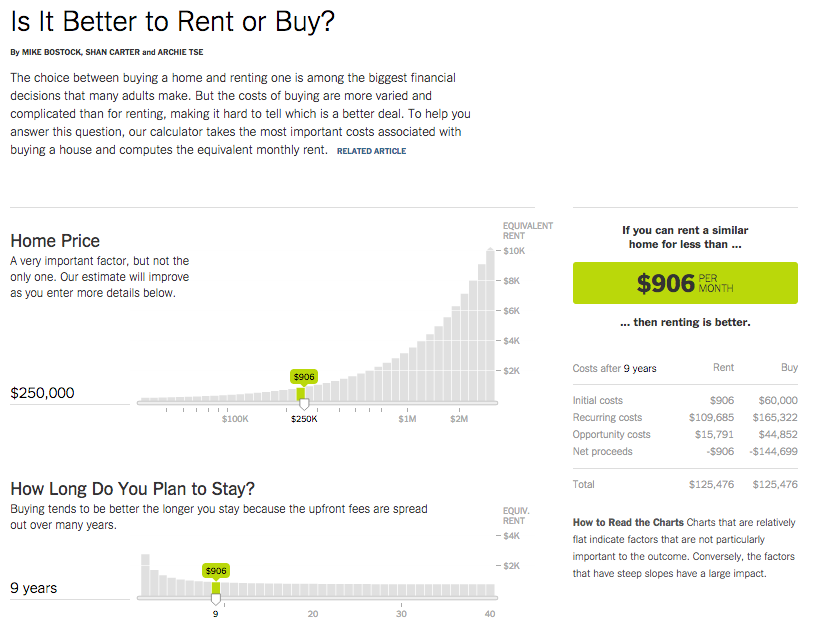 Is It Better to Rent or Buy?
By MIKE BOSTOCK, SHAN CARTER and ARCHIE TSE
The choice between buying a home and renting one is among the biggest financial
decisions that many adults make. But the costs of buying are more varied and
complicated than for renting, making it hard to tell which is a better deal. To help you
answer this question, our calculator takes the most important costs associated with
buying a house and computes the equivalent monthly rent. RELATED ARTICLE
Home Price
A very important factor, but not the
only one. Our estimate will improve
as you enter more details below.
$250,000
EQUIVALENT
RENT
$10K
$8K
$6K
$4K
$2K
$906
$100K $250K $1M $2M
How Long Do You Plan to Stay?
Buying tends to be better the longer you stay because the upfront fees are spread
out over many years.
9 years
EQUIV.
RENT
$4K
$2K
$906
9 20 30 40
If you can rent a similar
home for less than ...
$906 PER
MONTH
... then renting is better.
Costs after 9 years Rent Buy
Initial costs $906 $60,000
Recurring costs $109,685 $165,322
Opportunity costs $15,791 $44,852
Net proceeds -$906 -$144,699
Total $125,476 $125,476
How to Read the Charts Charts that are relatively
flat indicate factors that are not particularly
important to the outcome. Conversely, the factors
that have steep slopes have a large impact.